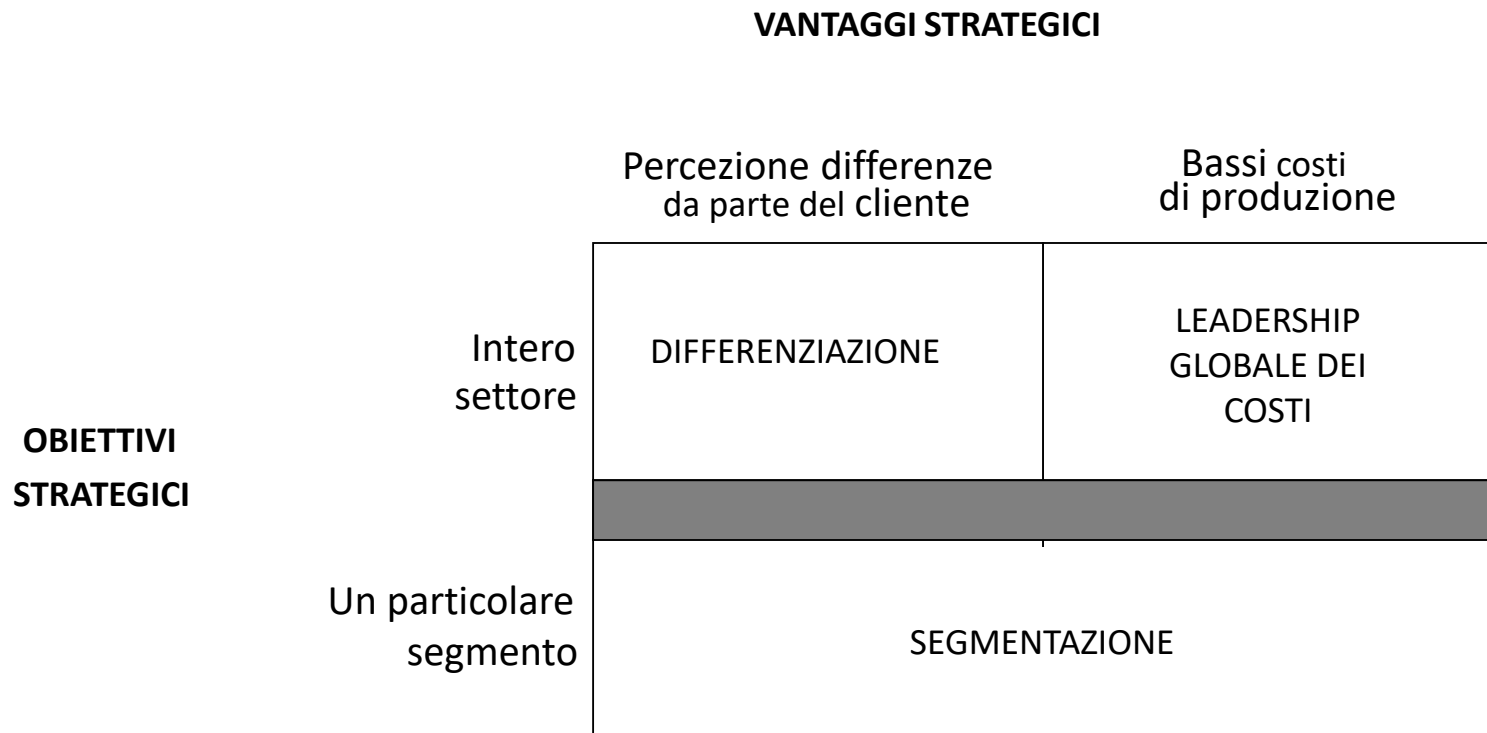 VANTAGGI STRATEGICI
Percezione differenze
da parte del cliente
Bassi costi
di produzione
Intero
settore
DIFFERENZIAZIONE
LEADERSHIP
GLOBALE DEI
COSTI
OBIETTIVI
STRATEGICI
Un particolare
segmento
SEGMENTAZIONE